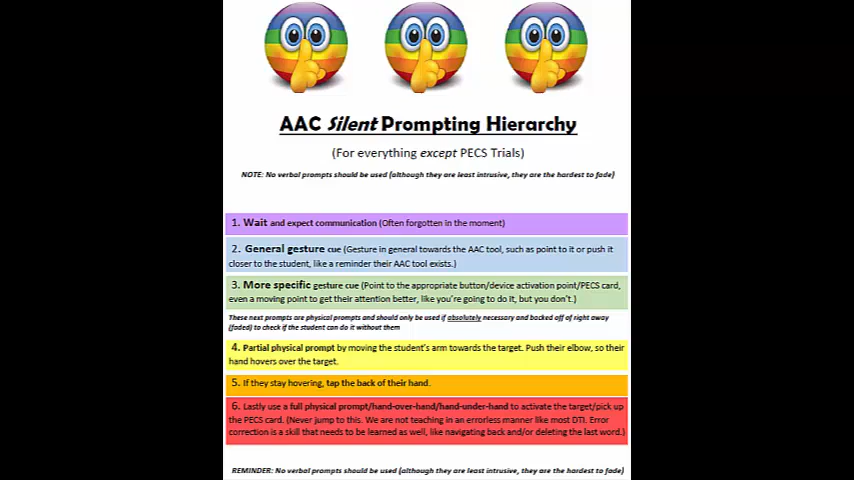 AAC Silent Prompting Hierarchy
(For everything except PECS Trials)
NOTE: No verbal prompts should be used (although they are least intrusive, they are the hardest to fade)
1. Wait and expect communication (Often forgotten in the moment)
2. General gesture cue (Gesture in general towards the AAC tool, such as point to it or push it
closer to the student, like a reminder their AAC tool exists.)
3. More specific gesture cue (Point to the appropriate button/device activation point/PECS card,
even a moving point to get their attention better, like you're going to do it, but you don't.)
These next prompts are physical prompts and should only be used if absolutely necessary and backed off of right away
(faded) to check if the student can do it without them
4. Partial physical prompt by moving the student's arm towards the target. Push their elbow, so their
hand hovers over the target.
5. If they stay hovering, tap the back of their hand.
6. Lastly use a full physical prompt/hand-over-hand/hand-under-hand to activate the target/pick up
the PECS card. (Never jump to this. We are not teaching in an errorless manner like most DTI. Error
correction is a skill that needs to be learned as well, like navigating back and/or deleting the last word.)
REMINDER: No verbal prompts should be used (although they are least intrusive, they are the hardest to fade)